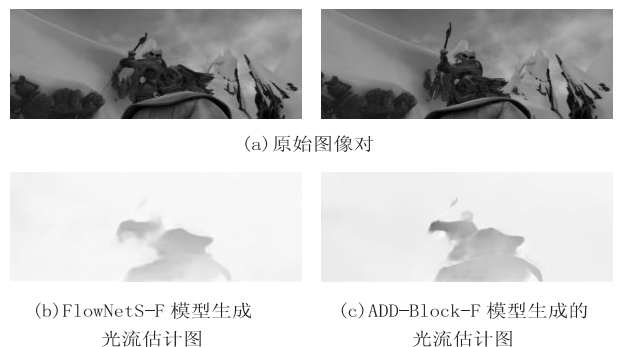 (a)原始图像对
(b)FlowNetS-F 模型生成
光流估计图
(c)ADD-Block-F 模型生成的
光流估计图